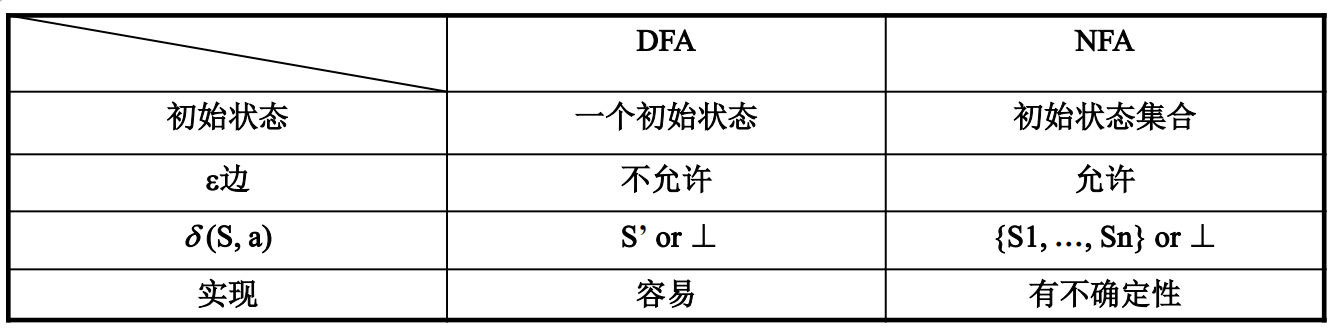 DFA NFA
初始状态 一个初始状态 初始状态集合
ε边 不允许 允许
δ(S, a) S’ or ⊥ {S1, …, Sn} or ⊥
实现 容易 有不确定性